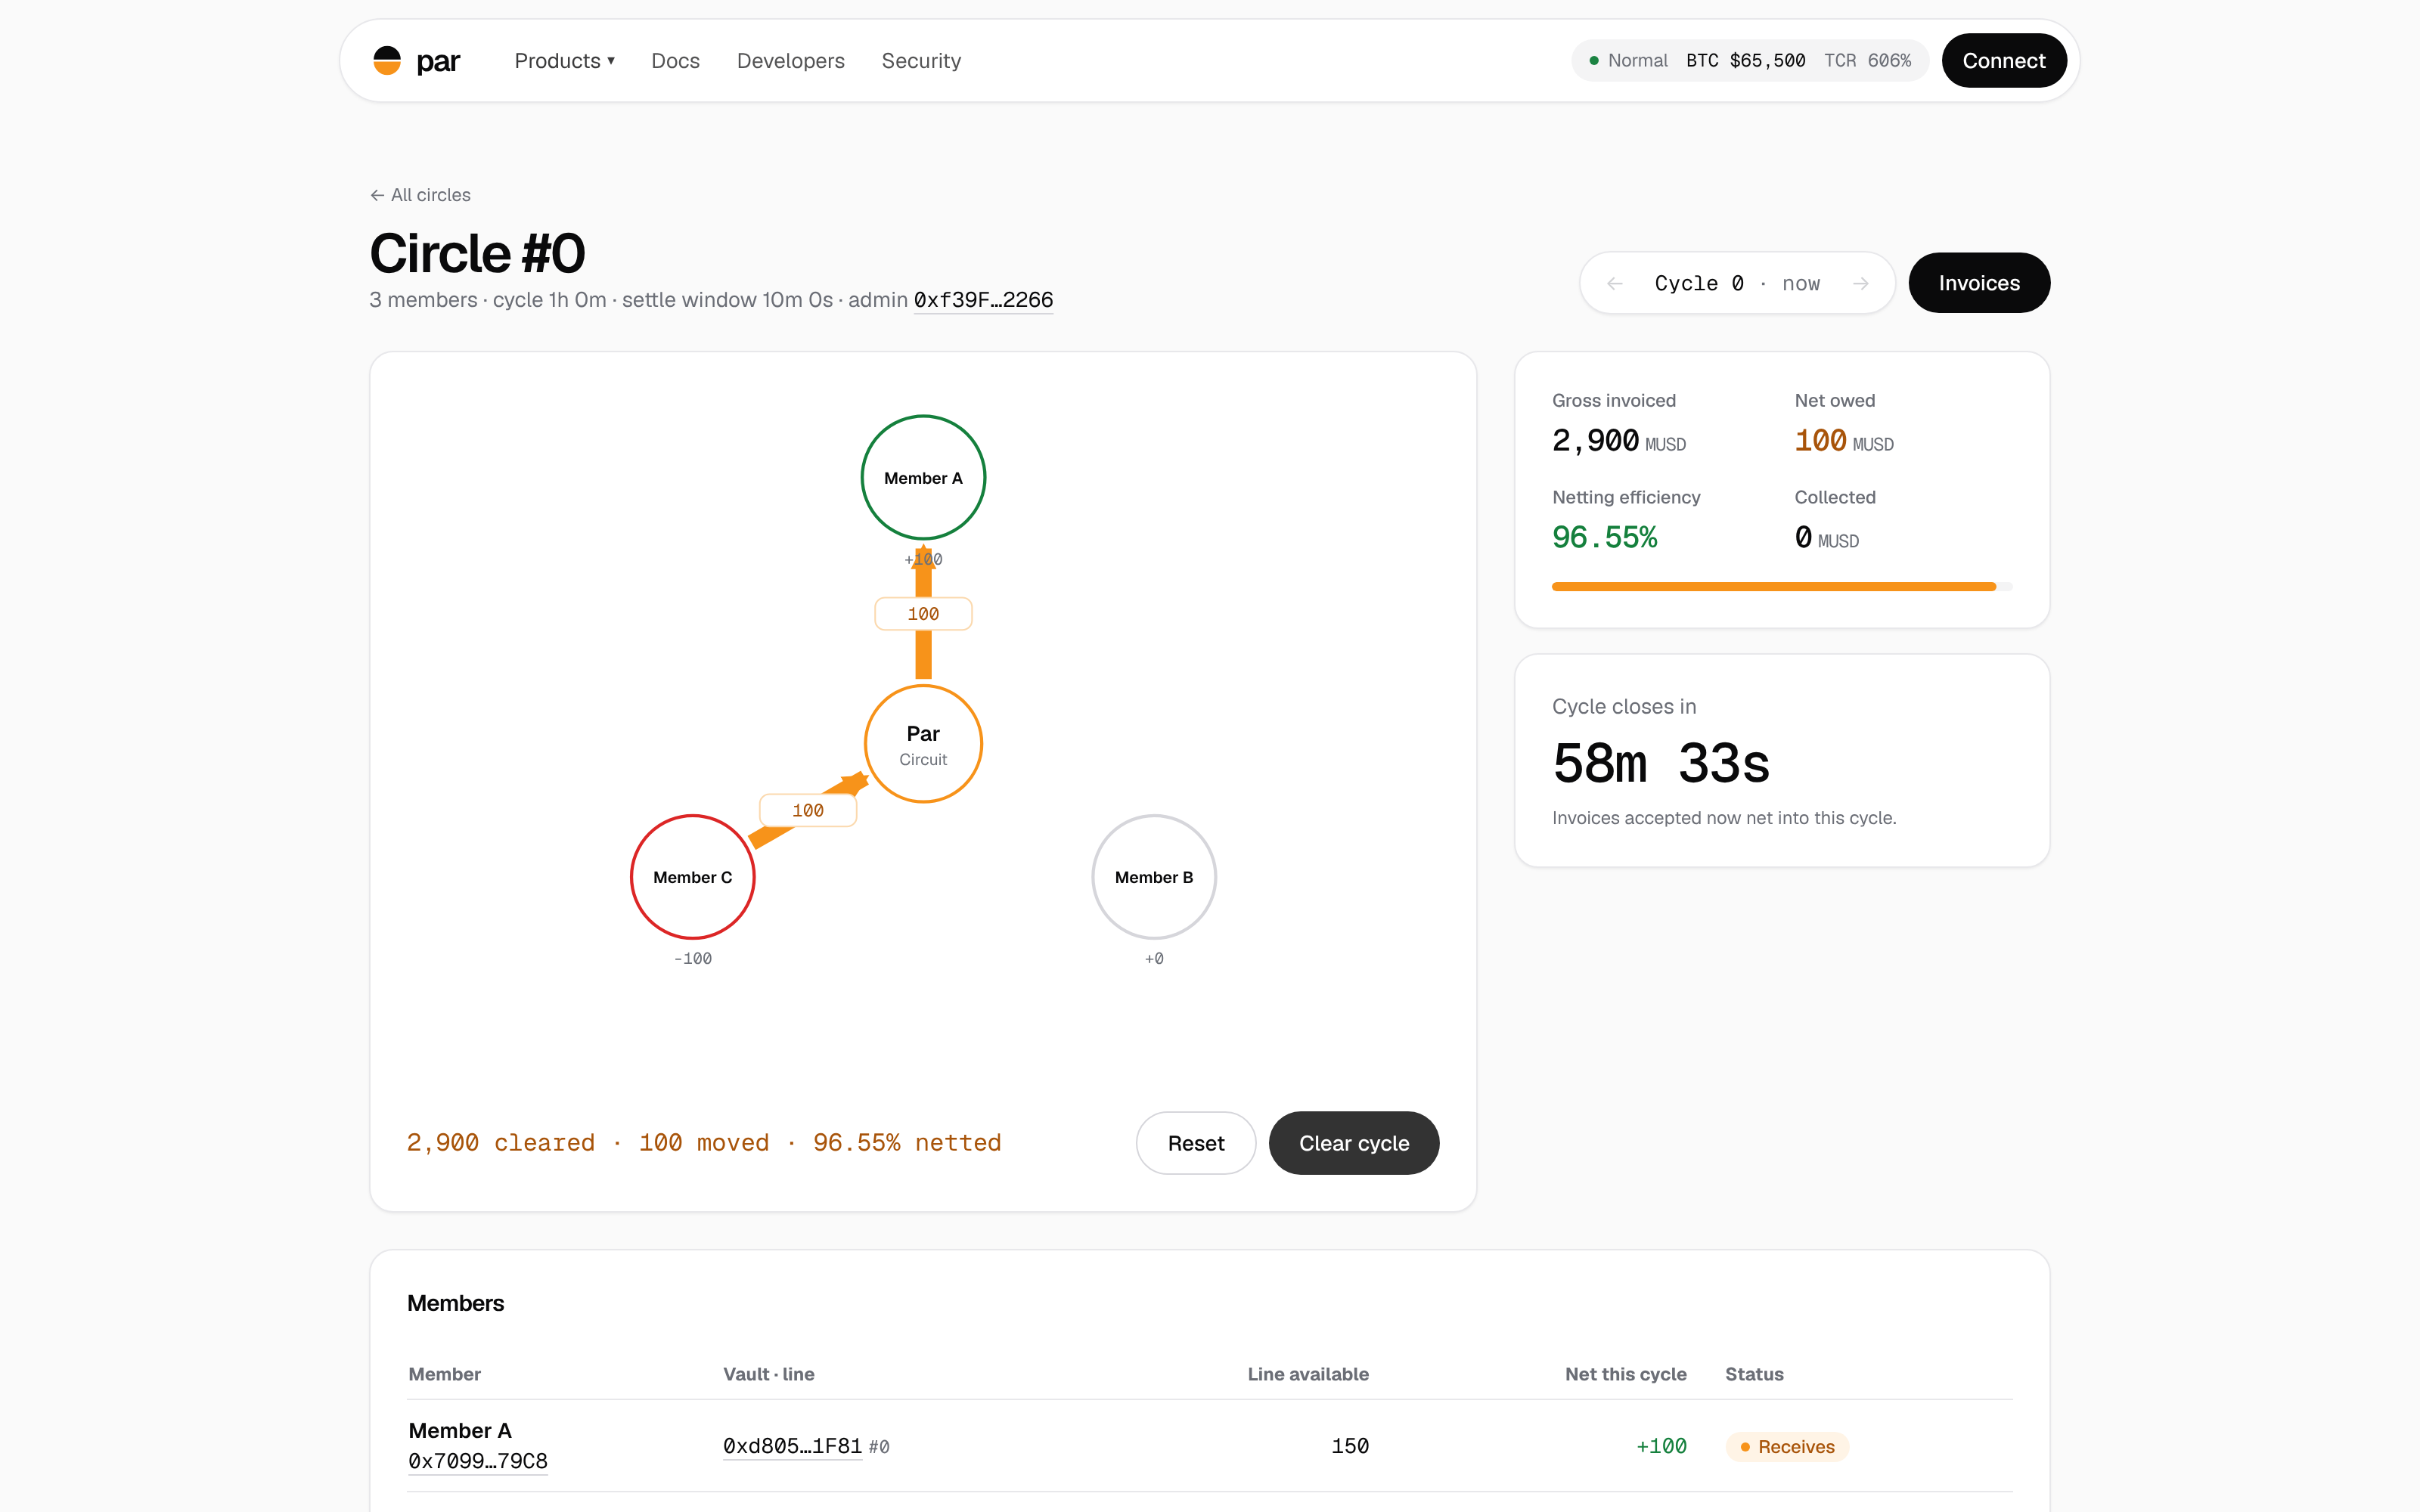 par
Products ▾ Docs Developers Security
Normal BTC $65,500 TCR 606%
Connect
← All circles
Circle #0
3 members · cycle 1h 0m · settle window 10m 0s · admin 0xf39F…2266
← Cycle 0 · now →
Invoices
Member A
+100
100
Par
Circuit
100
Member C
-100
Member B
+0
2,900 cleared · 100 moved · 96.55% netted
Reset
Clear cycle
Gross invoiced
2,900 MUSD
Net owed
100 MUSD
Netting efficiency
96.55%
Collected
0 MUSD
Cycle closes in
58m 33s
Invoices accepted now net into this cycle.
Members
Member Vault · line Line available Net this cycle Status
Member A
0x7099…79C8
0xd805…1F81 #0 150 +100 Receives